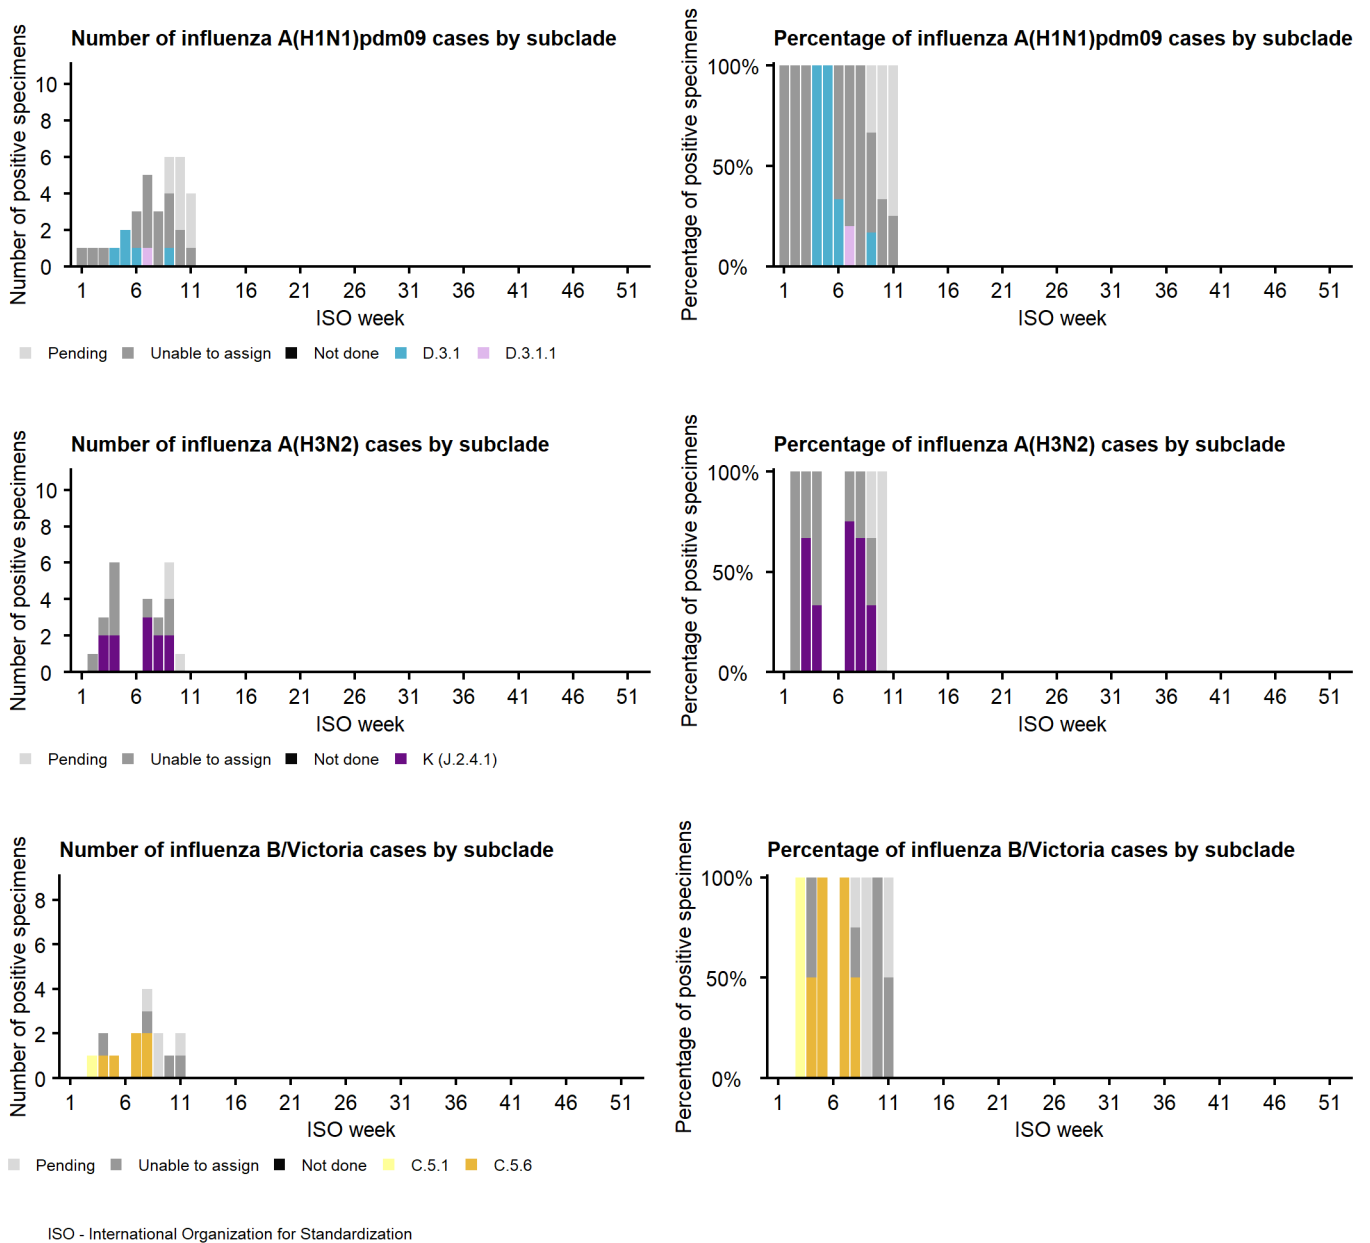 Number of influenza A(H1N1)pdm09 cases by subclade
Number of positive specimens
10
8
6
4
2
0
1 6 11 16 21 26 31 36 41 46 51
ISO week
Pending Unable to assign Not done D.3.1 D.3.1.1
Percentage of influenza A(H1N1)pdm09 cases by subclade
Percentage of positive specimens
100%
50%
0%
1 6 11 16 21 26 31 36 41 46 51
ISO week
Number of influenza A(H3N2) cases by subclade
Number of positive specimens
10
8
6
4
2
0
1 6 11 16 21 26 31 36 41 46 51
ISO week
Pending Unable to assign Not done K (J.2.4.1)
Percentage of influenza A(H3N2) cases by subclade
Percentage of positive specimens
100%
50%
0%
1 6 11 16 21 26 31 36 41 46 51
ISO week
Number of influenza B/Victoria cases by subclade
Number of positive specimens
8
6
4
2
0
1 6 11 16 21 26 31 36 41 46 51
ISO week
Pending Unable to assign Not done C.5.1 C.5.6
Percentage of influenza B/Victoria cases by subclade
Percentage of positive specimens
100%
50%
0%
1 6 11 16 21 26 31 36 41 46 51
ISO week
ISO - International Organization for Standardization